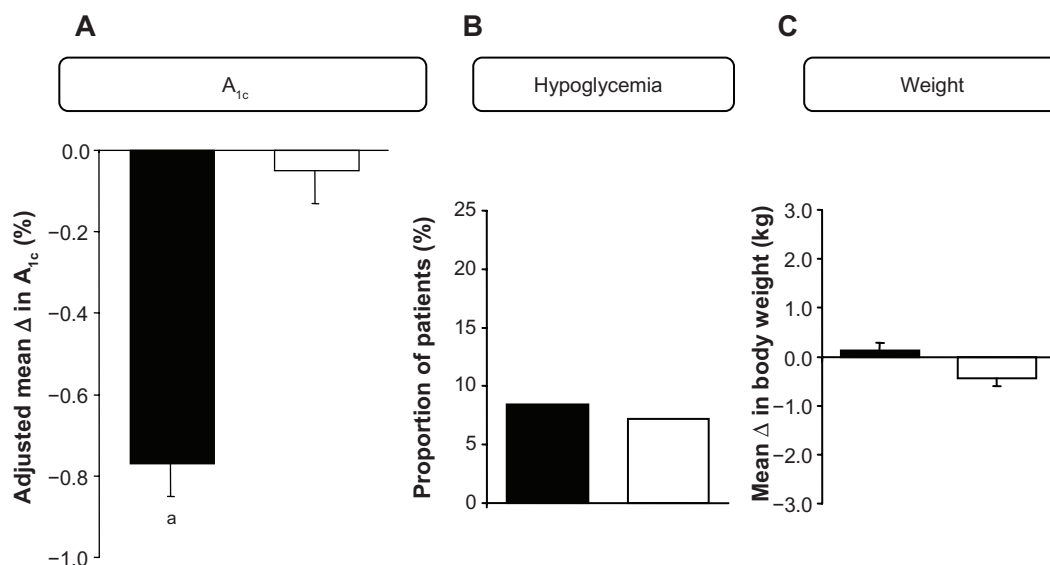 A
A1c
Adjusted mean Δ in A1c (%)
0.0
−0.2
−0.4
−0.6
−0.8
−1.0
a
B
Hypoglycemia
Proportion of patients (%)
25
20
15
10
5
0
C
Weight
Mean Δ in body weight (kg)
3.0
2.0
1.0
0.0
−1.0
−2.0
−3.0